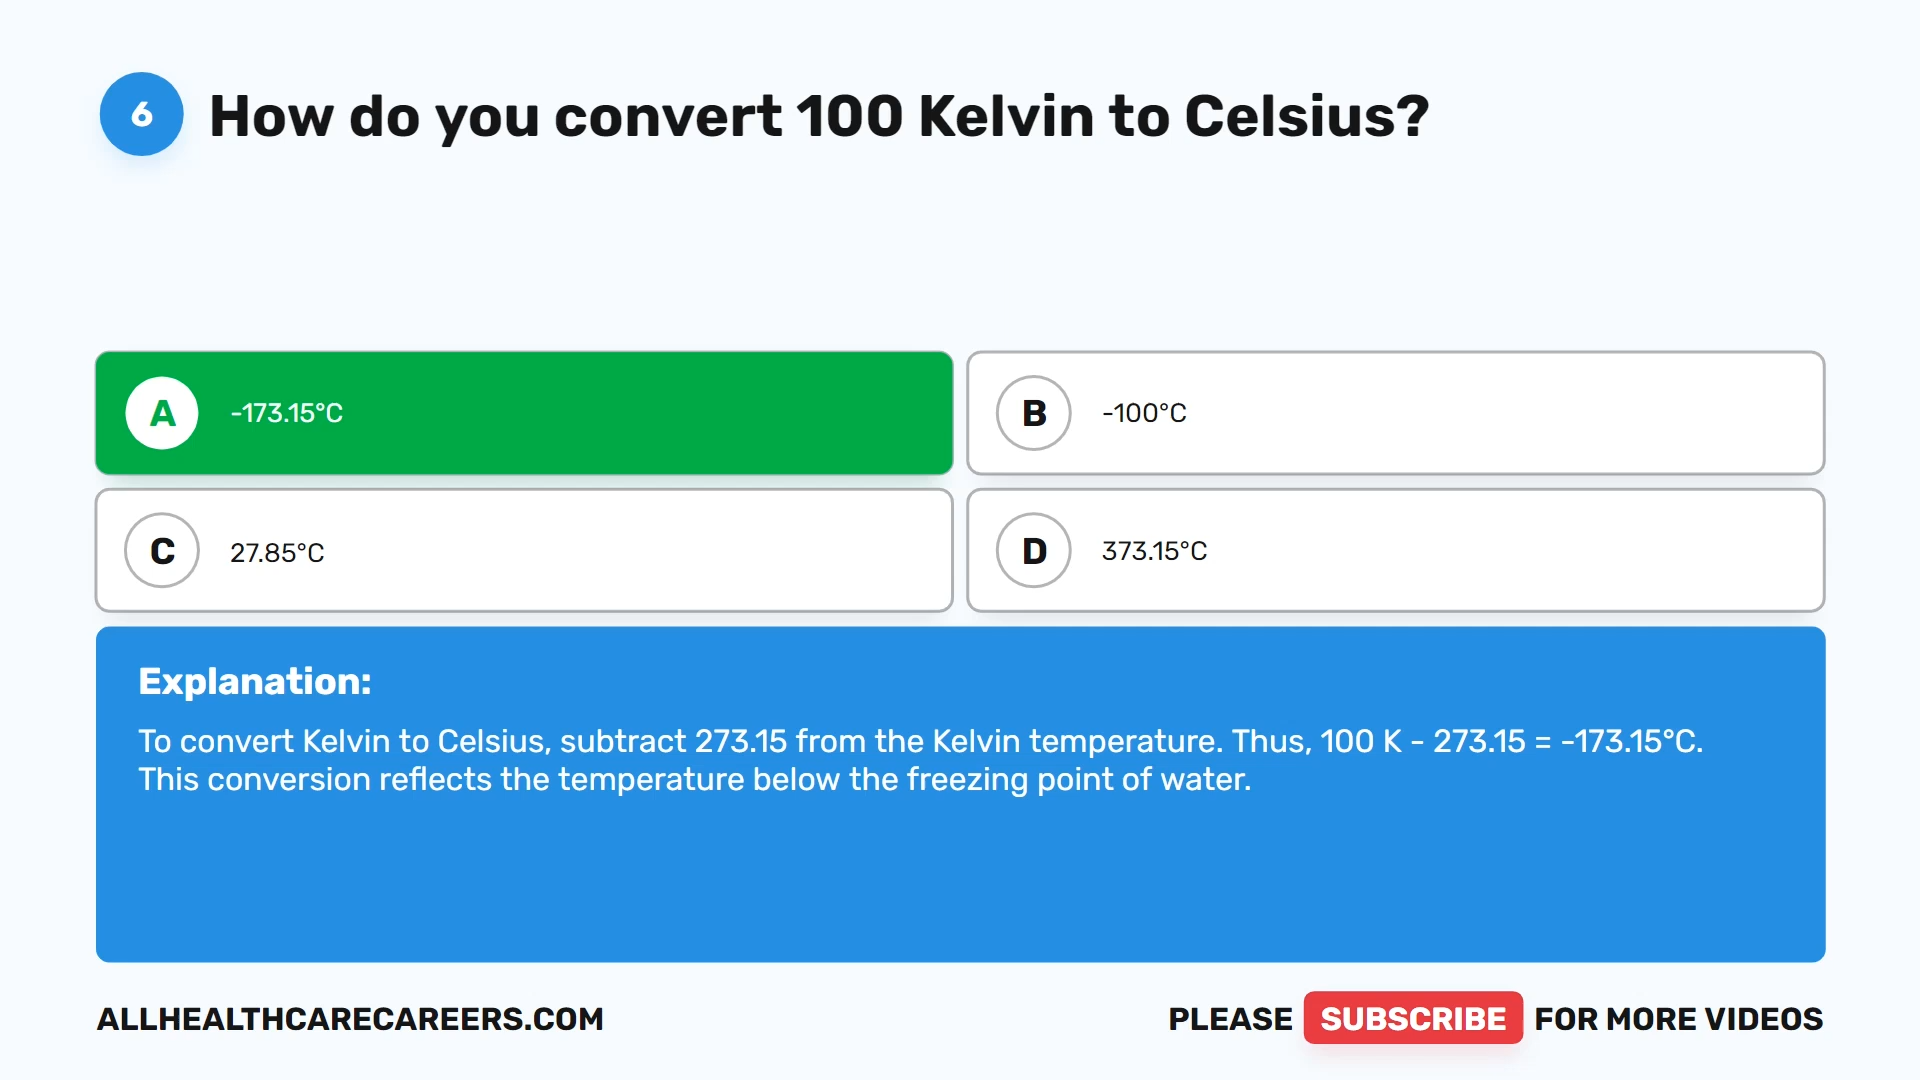 6 How do you convert 100 Kelvin to Celsius?
A -173.15°C
B -100°C
C 27.85°C
D 373.15°C
Explanation:
To convert Kelvin to Celsius, subtract 273.15 from the Kelvin temperature. Thus, 100 K - 273.15 = -173.15°C.
This conversion reflects the temperature below the freezing point of water.
ALLHEALTHCARECAREERS.COM
PLEASE SUBSCRIBE FOR MORE VIDEOS